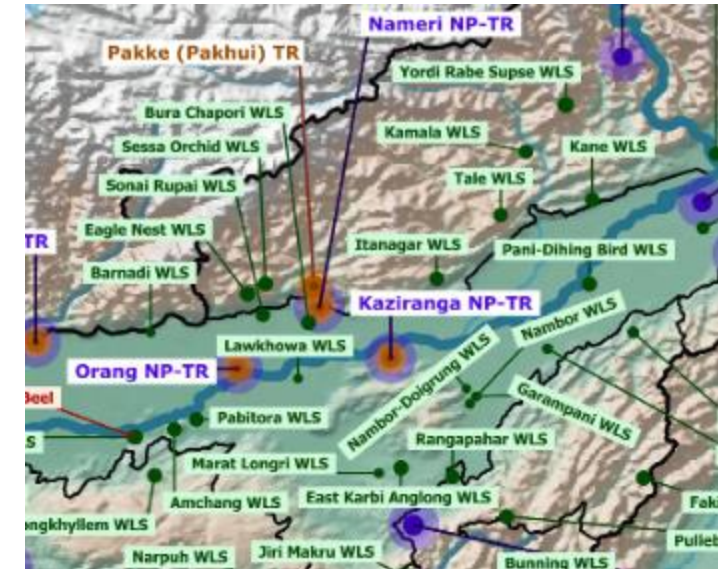 Nameri NP-TR
Pakke (Pakhui) TR
Yordi Rabe Supse WLS
Bura Chapori WLS
Kamala WLS
Sessa Orchid WLS
Kane WLS
Sonai Rupai WLS
Tale WLS
Eagle Nest WLS
TR
Itanagar WLS
Pani-Dihing Bird WLS
Barnadi WLS
Kaziranga NP-TR
Nambor WLS
Lawkhowa WLS
Orang NP-TR
Nambor-Doigrung WLS
Beel
Garampani WLS
Pabitora WLS
S
Rangapahar WLS
Marat Longri WLS
East Karbi Anglong WLS
Amchang WLS
Faki
ongkhyllem WLS
Pulleb
Narpuh WLS
Jiri Makru WLS
Bunning WLS